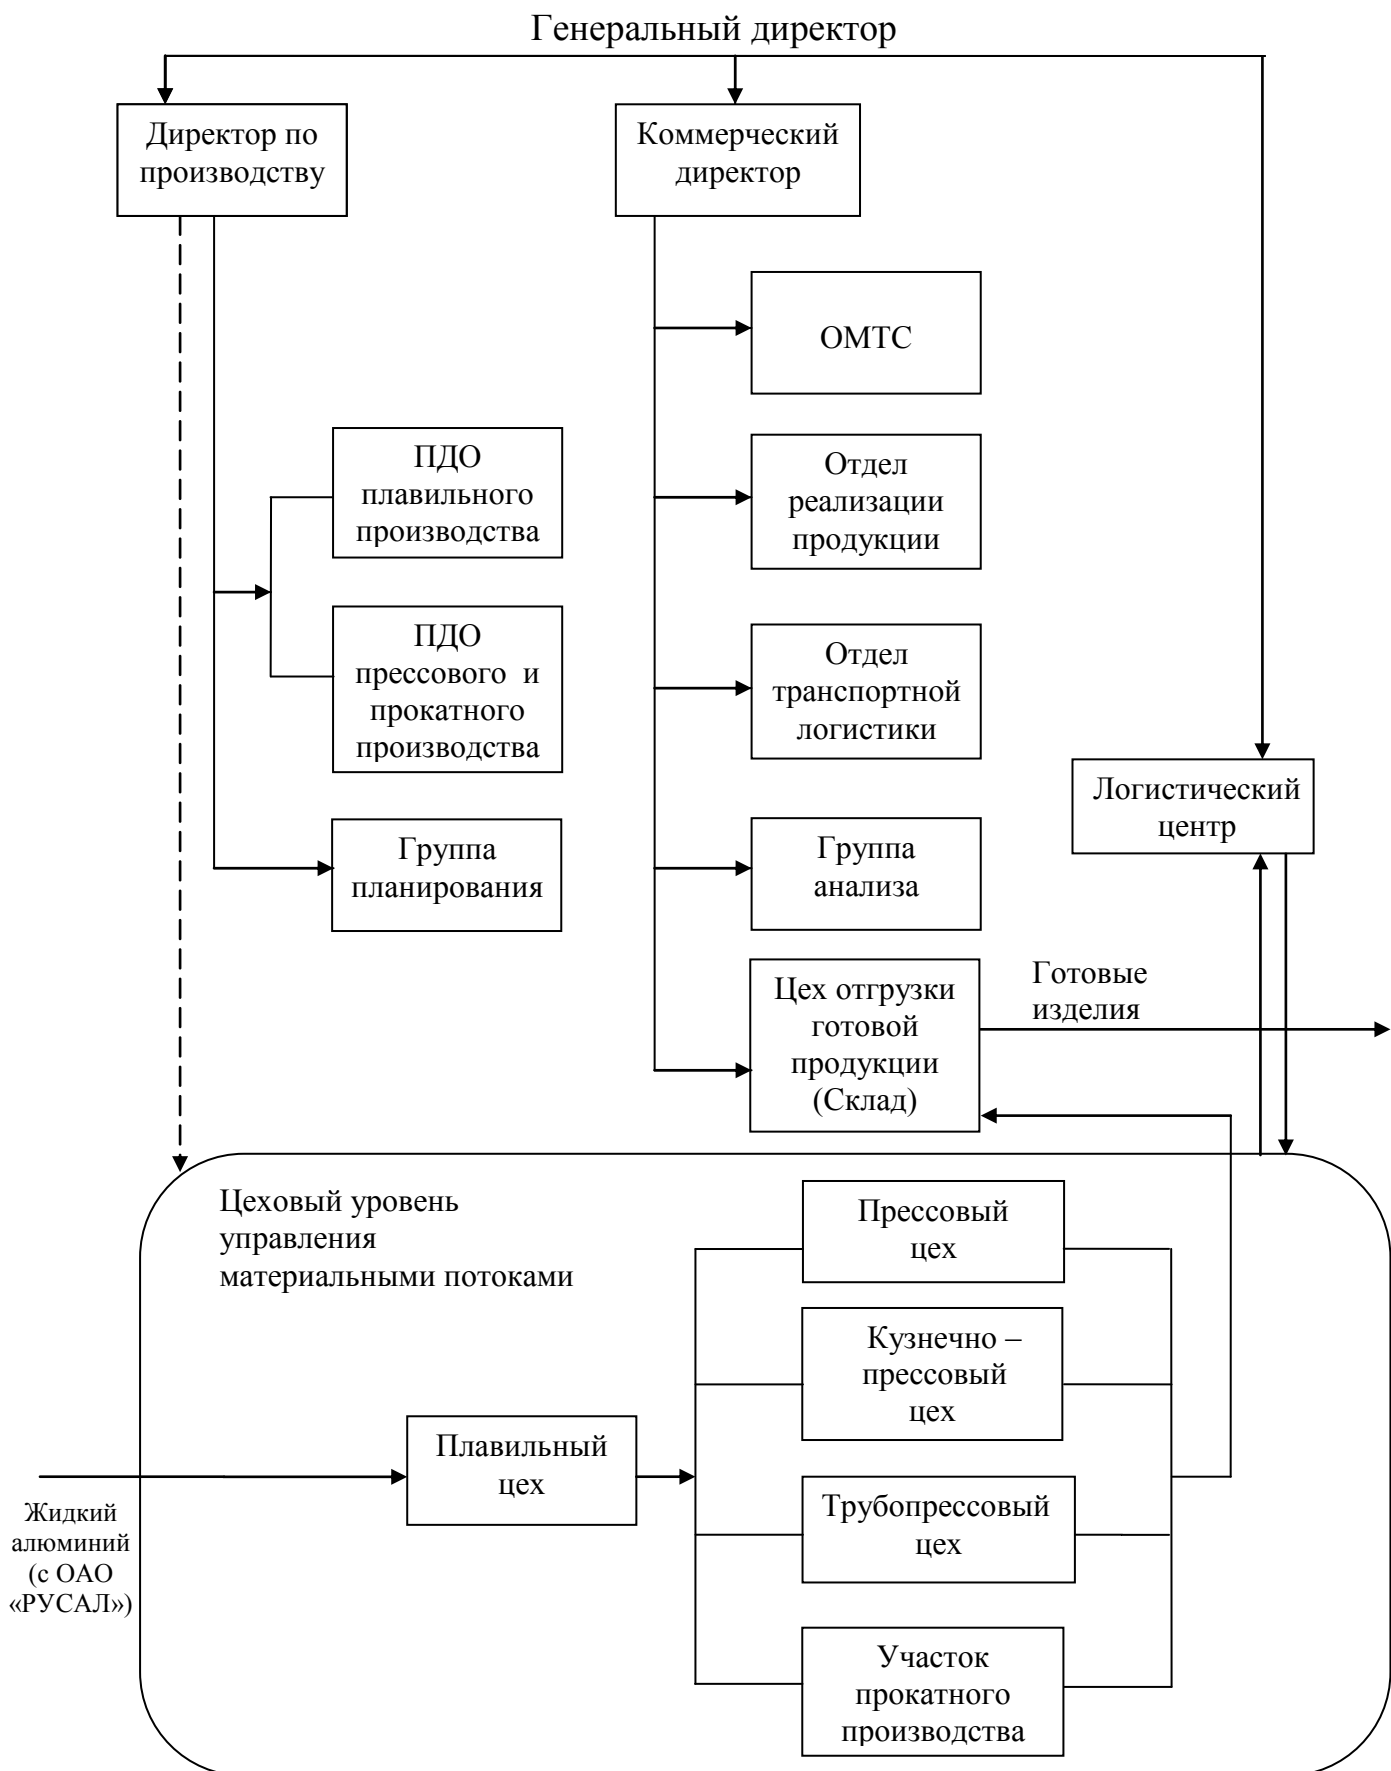 Генеральный директор
Директор по
производству
Коммерческий
директор
ОМТС
ПДО
плавильного
производства
Отдел
реализации
продукции
ПДО
прессового и
прокатного
производства
Отдел
транспортной
логистики
Логистический
центр
Группа
планирования
Группа
анализа
Цех отгрузки
готовой
продукции
(Склад)
Готовые
изделия
Цеховый уровень
управления
материальными потоками
Прессовый
цех
Кузнечно –
прессовый
цех
Плавильный
цех
Трубопрессовый
цех
Жидкий
алюминий
(с ОАО
«РУСАЛ»)
Участок
прокатного
производства